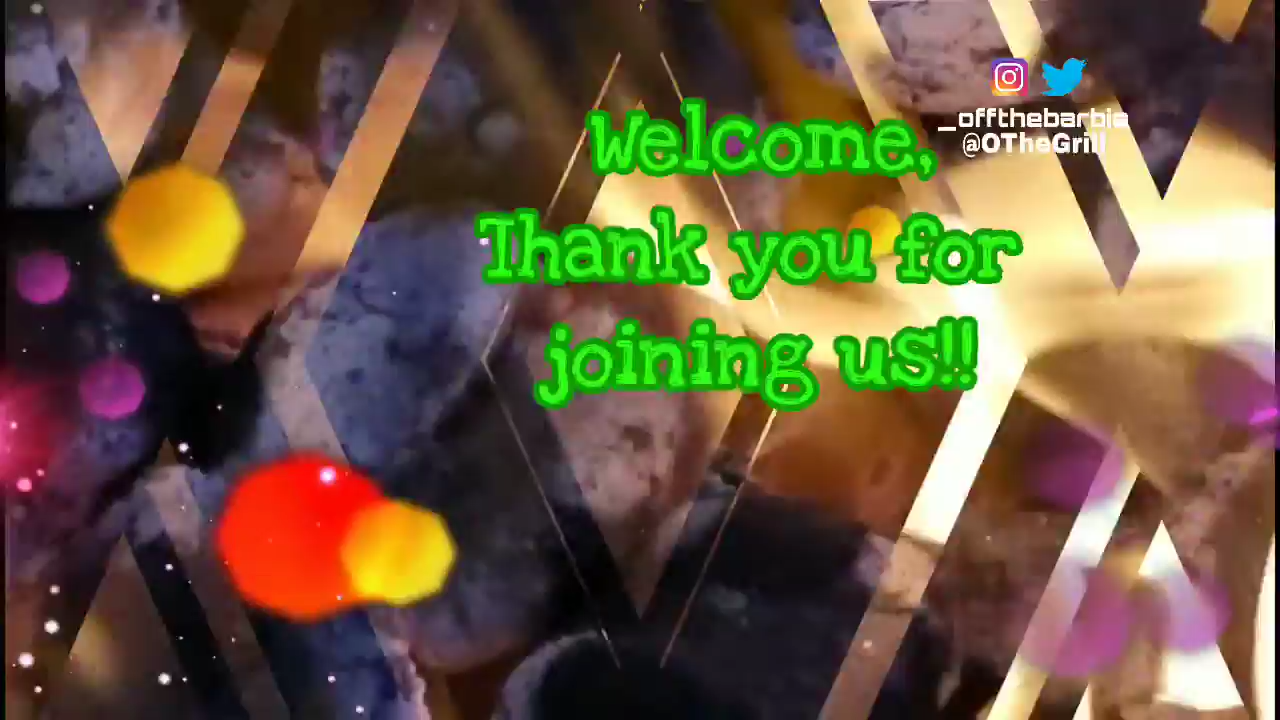 _offthebarbie
@OTheGrill
Welcome,
Thank you for
joining us!!